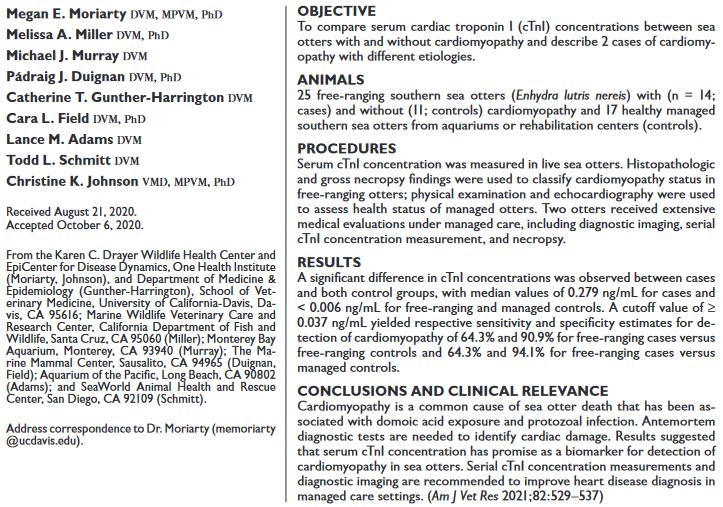 Megan E. Moriarty DVM, MPVM, PhD
Melissa A. Miller DVM, PhD
Michael J. Murray DVM
Pádraig J. Duignan DVM, PhD
Catherine T. Gunther-Harrington DVM
Cara L. Field DVM, PhD
Lance M. Adams DVM
Todd L. Schmitt DVM
Christine K. Johnson VMD, MPVM, PhD
Received August 21, 2020.
Accepted October 6, 2020.
From the Karen C. Drayer Wildlife Health Center and
EpiCenter for Disease Dynamics, One Health Institute
(Moriarty, Johnson), and Department of Medicine &
Epidemiology (Gunther-Harrington), School of Vet-
erinary Medicine, University of California-Davis, Da-
vis, CA 95616; Marine Wildlife Veterinary Care and
Research Center, California Department of Fish and
Wildlife, Santa Cruz, CA 95060 (Miller); Monterey Bay
Aquarium, Monterey, CA 93940 (Murray); The Ma-
rine Mammal Center, Sausalito, CA 94965 (Duignan,
Field); Aquarium of the Pacific, Long Beach, CA 90802
(Adams); and SeaWorld Animal Health and Rescue
Center, San Diego, CA 92109 (Schmitt).
Address correspondence to Dr. Moriarty (memoriarty
@ucdavis.edu).
OBJECTIVE
To compare serum cardiac troponin I (cTnI) concentrations between sea
otters with and without cardiomyopathy and describe 2 cases of cardiomy-
opathy with different etiologies.
ANIMALS
25 free-ranging southern sea otters (Enhydra lutris nereis) with (n = 14;
cases) and without (11; controls) cardiomyopathy and 17 healthy managed
southern sea otters from aquariums or rehabilitation centers (controls).
PROCEDURES
Serum cTnI concentration was measured in live sea otters. Histopathologic
and gross necropsy findings were used to classify cardiomyopathy status in
free-ranging otters; physical examination and echocardiography were used
to assess health status of managed otters. Two otters received extensive
medical evaluations under managed care, including diagnostic imaging, serial
cTnI concentration measurement, and necropsy.
RESULTS
A significant difference in cTnI concentrations was observed between cases
and both control groups, with median values of 0.279 ng/mL for cases and
< 0.006 ng/mL for free-ranging and managed controls. A cutoff value of ≥
0.037 ng/mL yielded respective sensitivity and specificity estimates for de-
tection of cardiomyopathy of 64.3% and 90.9% for free-ranging cases versus
free-ranging controls and 64.3% and 94.1% for free-ranging cases versus
managed controls.
CONCLUSIONS AND CLINICAL RELEVANCE
Cardiomyopathy is a common cause of sea otter death that has been as-
sociated with domoic acid exposure and protozoal infection. Antemortem
diagnostic tests are needed to identify cardiac damage. Results suggested
that serum cTnI concentration has promise as a biomarker for detection of
cardiomyopathy in sea otters. Serial cTnI concentration measurements and
diagnostic imaging are recommended to improve heart disease diagnosis in
managed care settings. (Am J Vet Res 2021;82:529–537)